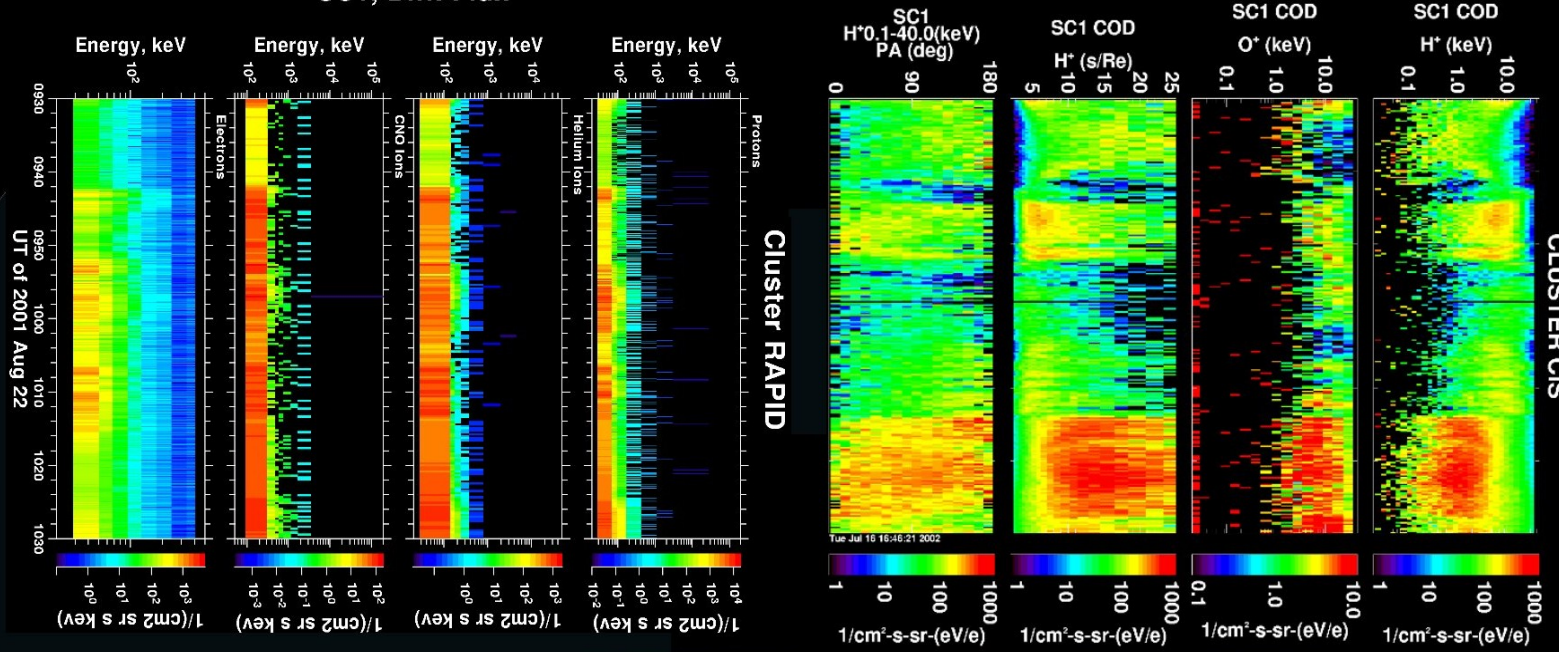 Energy, keV
Energy, keV
Energy, keV
Energy, keV
10²
10² 10³ 10⁴ 10⁵
10² 10³ 10⁴
10² 10³ 10⁴ 10⁵
0930
0940
0950
1000
1010
1020
1030
UT of 2001 Aug 22
Electrons
CNO Ions
Helium Ions
Protons
10⁰ 10¹ 10² 10³
1/(cm2 sr s kev)
10⁻³ 10⁻² 10⁻¹ 10⁰ 10¹ 10²
1/(cm2 sr s kev)
10⁰ 10¹ 10² 10³
1/(cm2 sr s kev)
10⁻² 10⁻¹ 10⁰ 10¹ 10² 10³ 10⁴
1/(cm2 sr s kev)
Cluster RAPID
SC1
H⁺0.1-40.0(keV)
PA (deg)
0 90 180
SC1 COD
H⁺ (s/Re)
5 10 15 20 25
SC1 COD
O⁺ (keV)
0.1 1.0 10.0
SC1 COD
H⁺ (keV)
0.1 1.0 10.0
CLUSTER CIS
Tue Jul 16 16:46:21 2002
1 10 100 1000
1/cm²-s-sr-(eV/e)
1 10 100 1000
1/cm²-s-sr-(eV/e)
0.1 1.0 10.0
1/cm²-s-sr-(eV/e)
1 10 100 1000
1/cm²-s-sr-(eV/e)